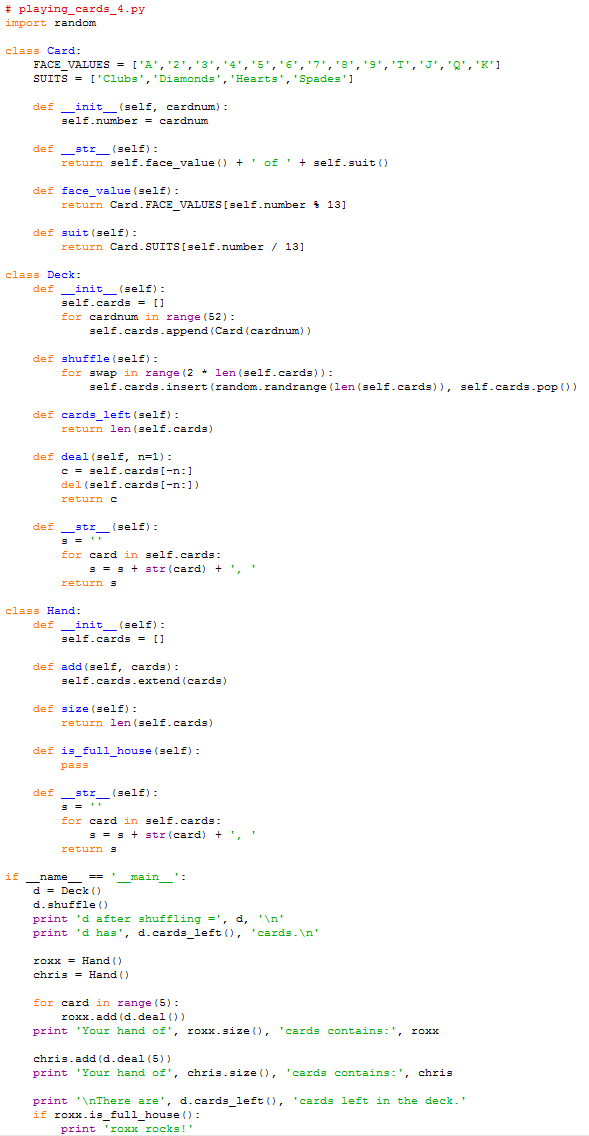 # playing_cards_4.py
import random

class Card:
    FACE_VALUES = ['A','2','3','4','5','6','7','8','9','T','J','Q','K']
    SUITS = ['Clubs','Diamonds','Hearts','Spades']

    def __init__(self, cardnum):
        self.number = cardnum

    def __str__(self):
        return self.face_value() + ' of ' + self.suit()

    def face_value(self):
        return Card.FACE_VALUES[self.number % 13]

    def suit(self):
        return Card.SUITS[self.number / 13]

class Deck:
    def __init__(self):
        self.cards = []
        for cardnum in range(52):
            self.cards.append(Card(cardnum))

    def shuffle(self):
        for swap in range(2 * len(self.cards)):
            self.cards.insert(random.randrange(len(self.cards)), self.cards.pop())

    def cards_left(self):
        return len(self.cards)

    def deal(self, n=1):
        c = self.cards[-n:]
        del(self.cards[-n:])
        return c

    def __str__(self):
        s = ''
        for card in self.cards:
            s = s + str(card) + ', '
        return s

class Hand:
    def __init__(self):
        self.cards = []

    def add(self, cards):
        self.cards.extend(cards)

    def size(self):
        return len(self.cards)

    def is_full_house(self):
        pass

    def __str__(self):
        s = ''
        for card in self.cards:
            s = s + str(card) + ', '
        return s

if __name__ == '__main__':
    d = Deck()
    d.shuffle()
    print 'd after shuffling =', d, '\n'
    print 'd has', d.cards_left(), 'cards.\n'

    roxx = Hand()
    chris = Hand()

    for card in range(5):
        roxx.add(d.deal())
    print 'Your hand of', roxx.size(), 'cards contains:', roxx

    chris.add(d.deal(5))
    print 'Your hand of', chris.size(), 'cards contains:', chris

    print '\nThere are', d.cards_left(), 'cards left in the deck.'
    if roxx.is_full_house():
        print 'roxx rocks!'